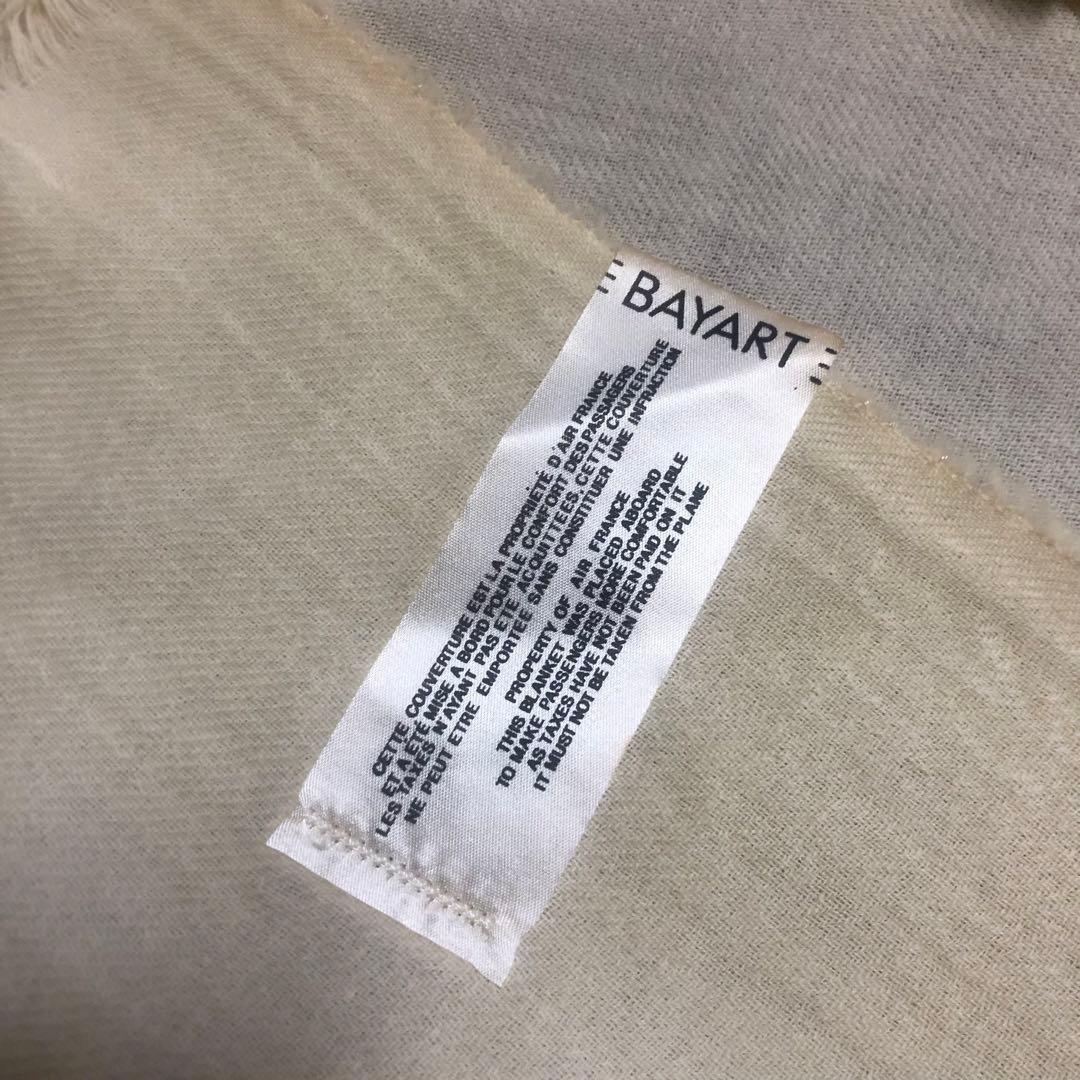 BAYART
CETTE COUVERTURE EST LA PROPRIÉTÉ D'AIR FRANCE
ET A ETE MISE A BORD POUR LE CONFORT DES PASSAGERS
LES TAXES N'AYANT PAS ETE ACQUITTEES, CETTE COUVERTURE
NE PEUT ETRE EMPORTEE SANS CONSTITUER UNE INFRACTION
PROPERTY OF AIR FRANCE
THIS BLANKET WAS PLACED ABOARD
TO MAKE PASSENGERS MORE COMFORTABLE
AS TAXES HAVE NOT BEEN PAID ON IT
IT MUST NOT BE TAKEN FROM THE PLANE